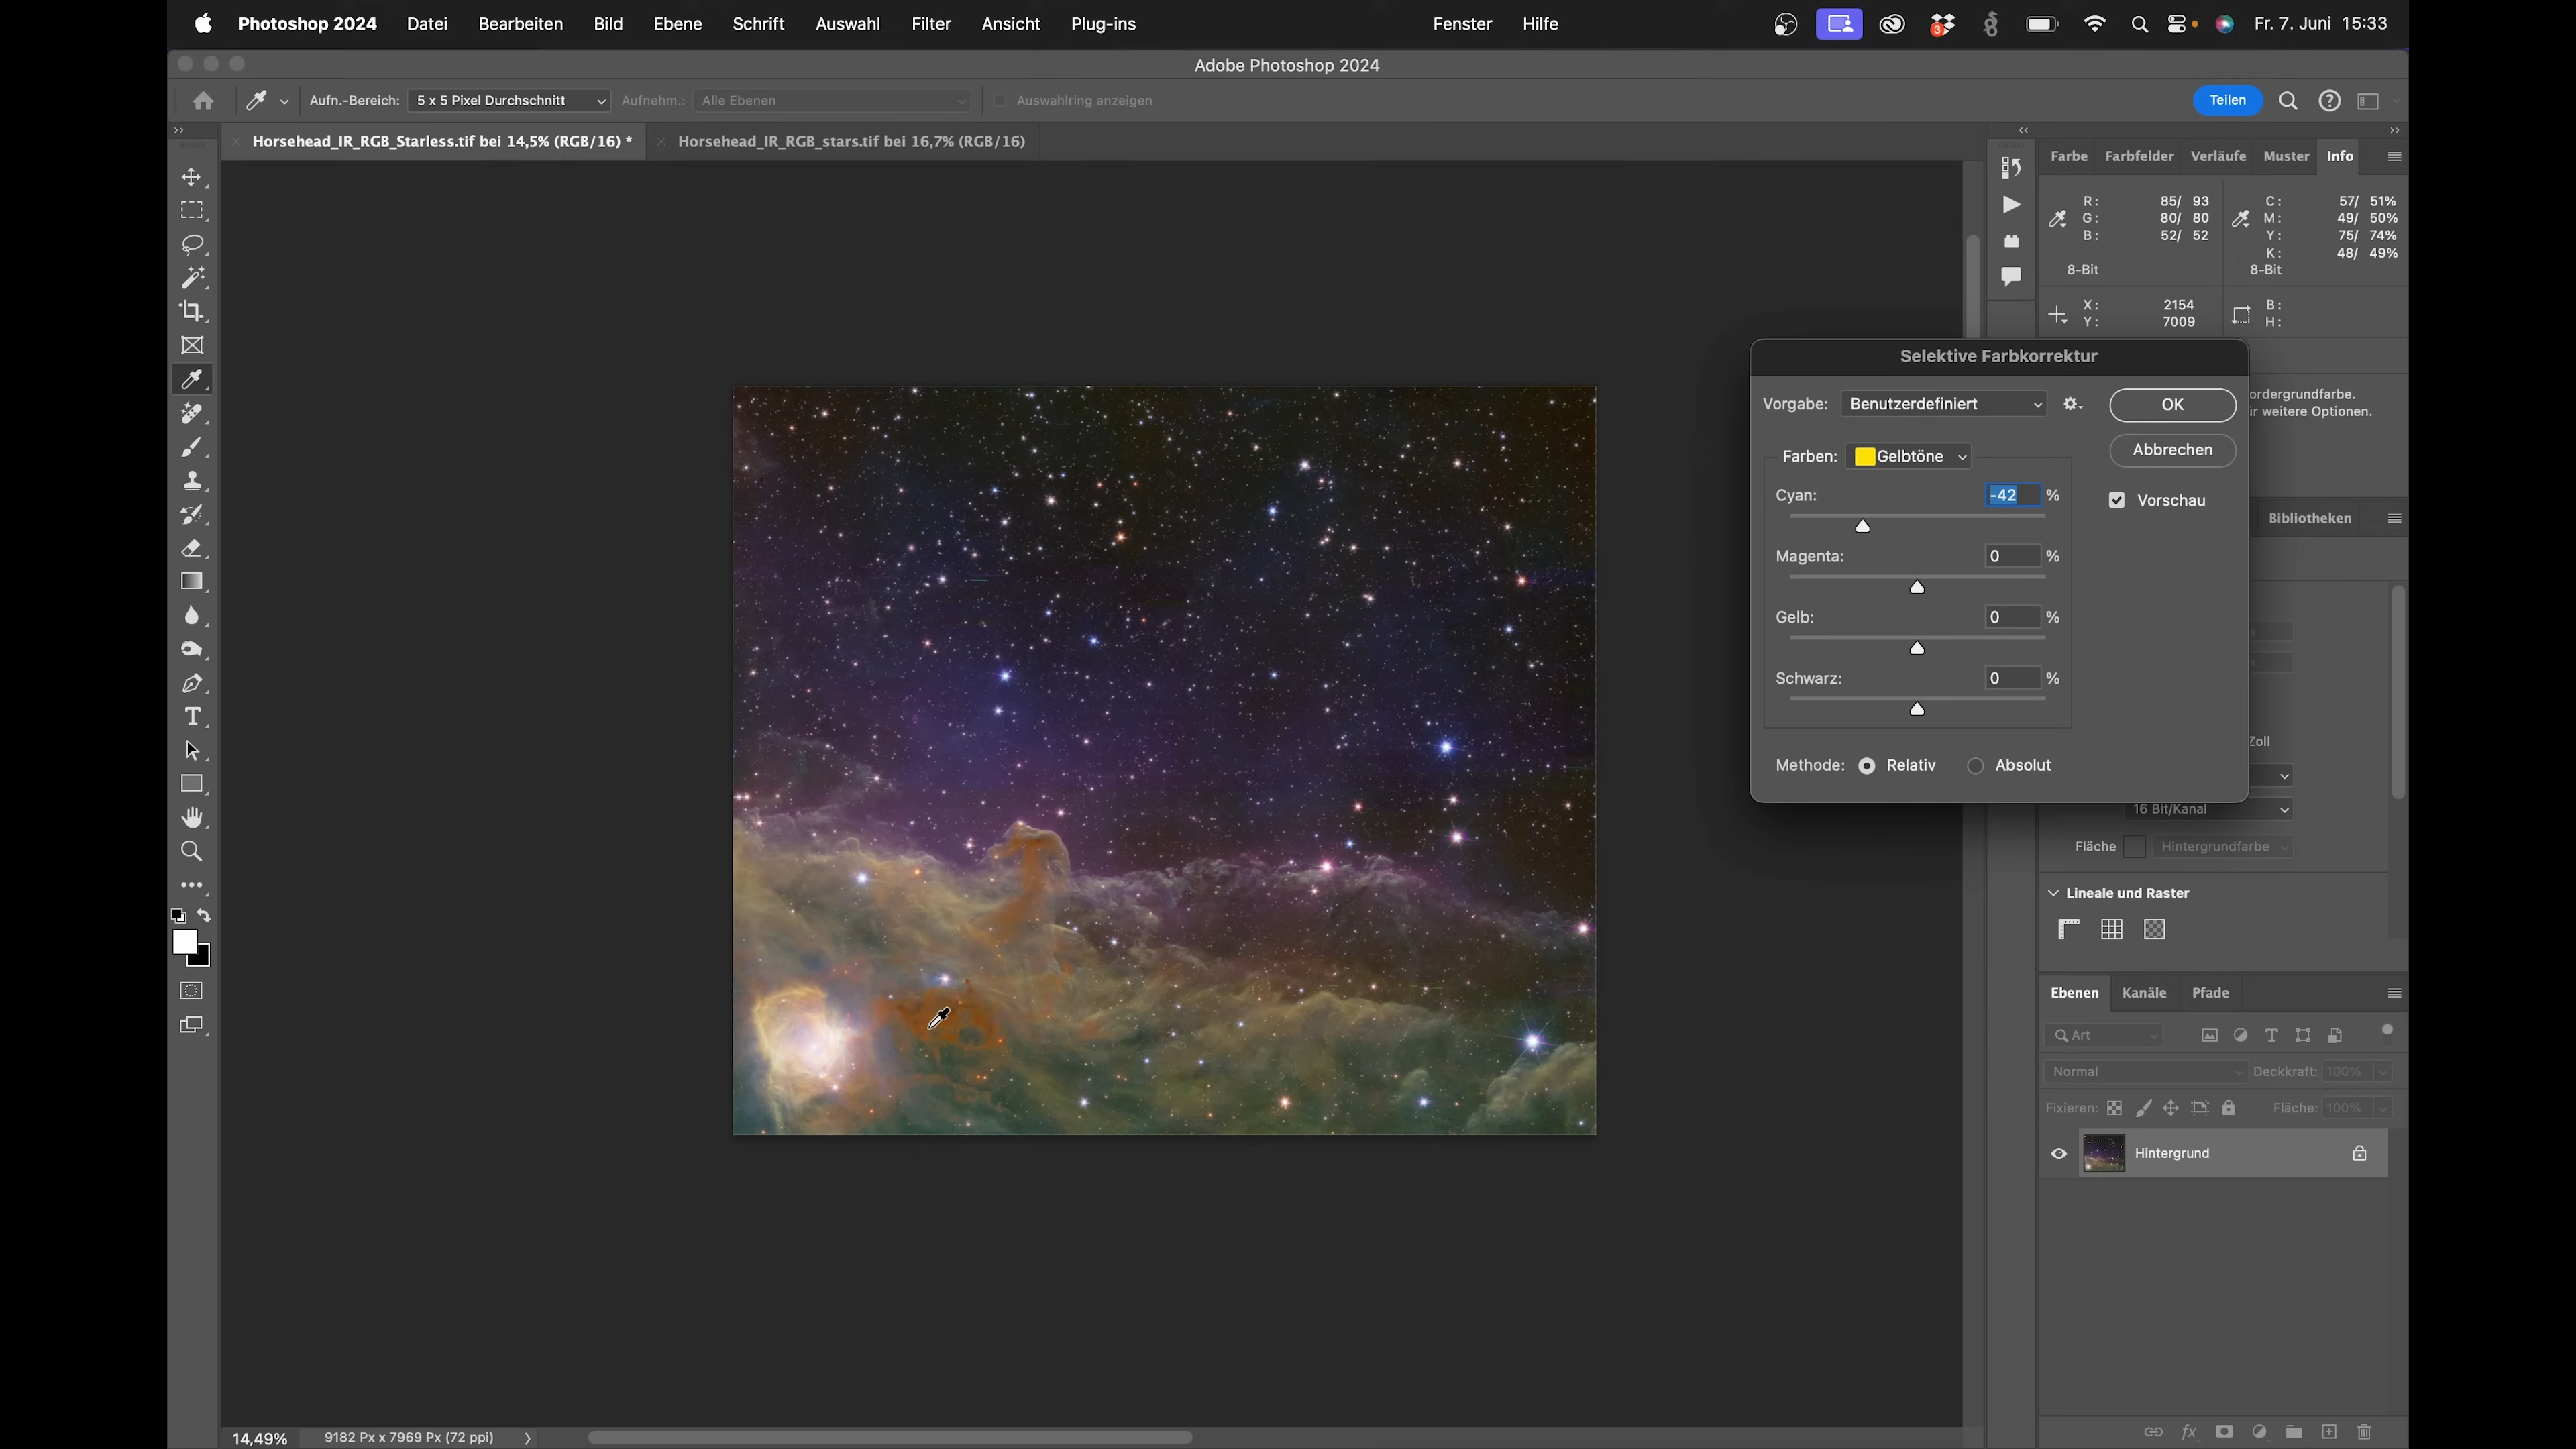 Photoshop 2024 Datei Bearbeiten Bild Ebene Schrift Auswahl Filter Ansicht Plug-ins Fenster Hilfe 3 Fr. 7. Juni 15:33
Adobe Photoshop 2024
Aufn.-Bereich: 5 x 5 Pixel Durchschnitt Aufnehm.: Alle Ebenen Auswahlring anzeigen Teilen
Horsehead_IR_RGB_Starless.tif bei 14,5% (RGB/16) * Horsehead_IR_RGB_stars.tif bei 16,7% (RGB/16)
Farbe Farbfelder Verläufe Muster Info
R: 85/ 93 C: 57/ 51%
G: 80/ 80 M: 49/ 50%
B: 52/ 52 Y: 75/ 74%
K: 48/ 49%
8-Bit 8-Bit
X: 2154 B:
Y: 7009 H:
Selektive Farbkorrektur
Vorgabe: Benutzerdefiniert OK
ordergrundfarbe.
ür weitere Optionen.
Farben: Gelbtöne Abbrechen
Cyan: -42 % Vorschau
Bibliotheken
Magenta: 0 %
Gelb: 0 %
Schwarz: 0 %
Zoll
Methode: Relativ Absolut
16 Bit/Kanal
Fläche Hintergrundfarbe
Lineale und Raster
Ebenen Kanäle Pfade
Art
Normal Deckkraft: 100%
Fixieren: Fläche: 100%
Hintergrund
14,49% 9182 Px x 7969 Px (72 ppi)